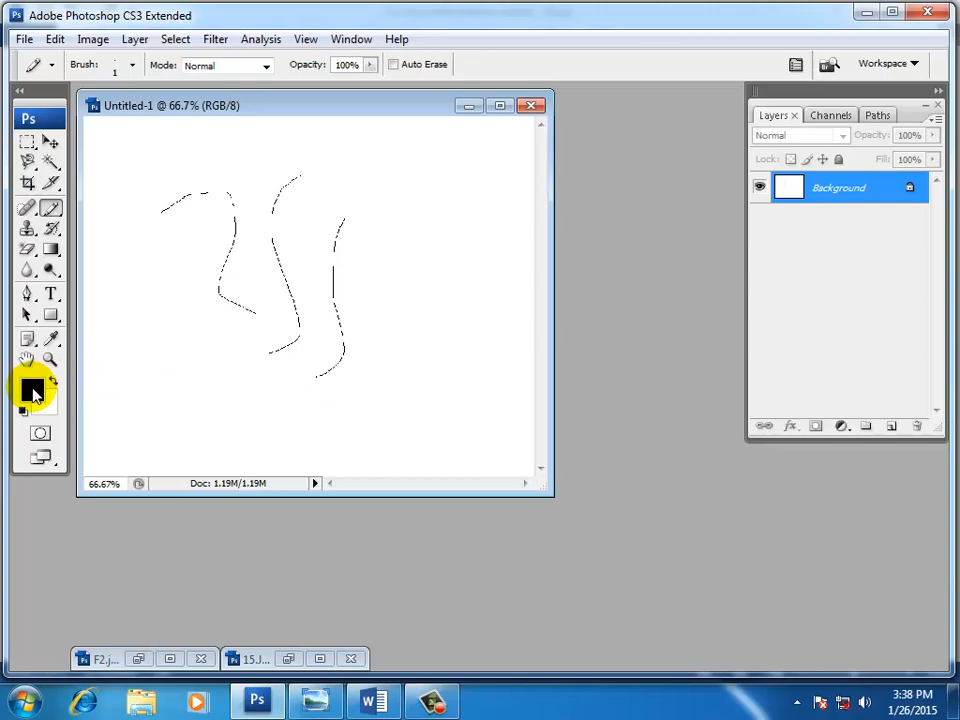 Adobe Photoshop CS3 Extended
File Edit Image Layer Select Filter Analysis View Window Help
Brush: 1 Mode: Normal Opacity: 100% Auto Erase Workspace
Ps
Untitled-1 @ 66.7% (RGB/8)
Layers Channels Paths
Normal Opacity: 100%
Lock: Fill: 100%
Background
T
66.67% Doc: 1.19M/1.19M
F2.j... 15.J...
Ps
3:38 PM
1/26/2015